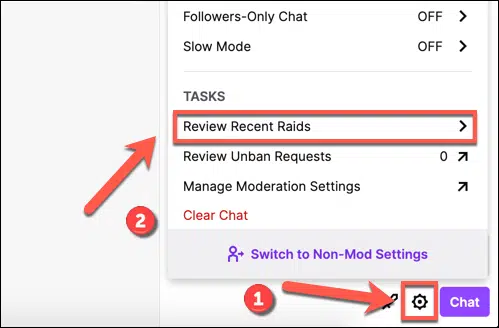 Followers-Only Chat OFF
Slow Mode OFF
TASKS
Review Recent Raids
Review Unban Requests 0
Manage Moderation Settings
2
Clear Chat
Switch to Non-Mod Settings
1
Chat